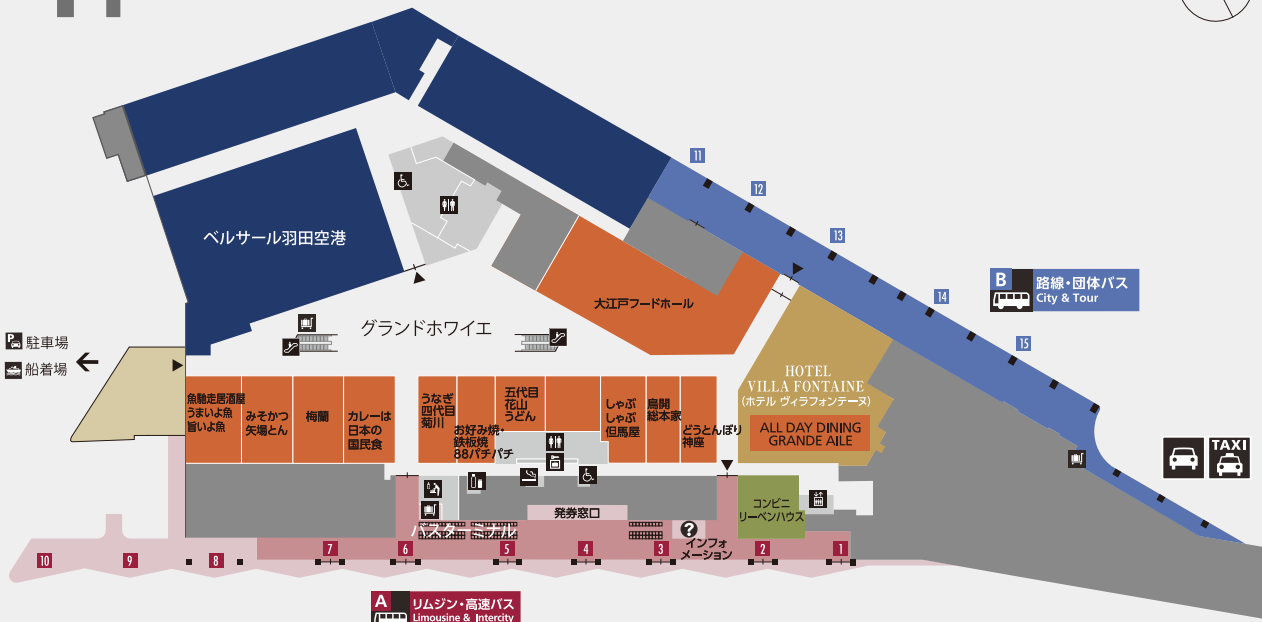 11
12
13
14
15
B
路線・団体バス
City & Tour
ベルサール羽田空港
大江戸フードホール
グランドホワイエ
P
駐車場
船着場
HOTEL
VILLA FONTAINE
(ホテル ヴィラフォンテーヌ)
ALL DAY DINING
GRANDE AILE
魚馳走居酒屋
うまいよ魚
旨いよ魚
みそかつ
矢場とん
梅蘭
カレーは
日本の
国民食
うなぎ
四代目
菊川
お好み焼・
鉄板焼
88パチパチ
五代目
花山
うどん
しゃぶ
しゃぶ
但馬屋
鳥開
総本家
どうとんぼり
神座
TAXI
コンビニ
リーベンハウス
発券窓口
バスターミナル
?
インフォ
メーション
10
9
8
7
6
5
4
3
2
1
A
リムジン・高速バス
Limousine & Intercity